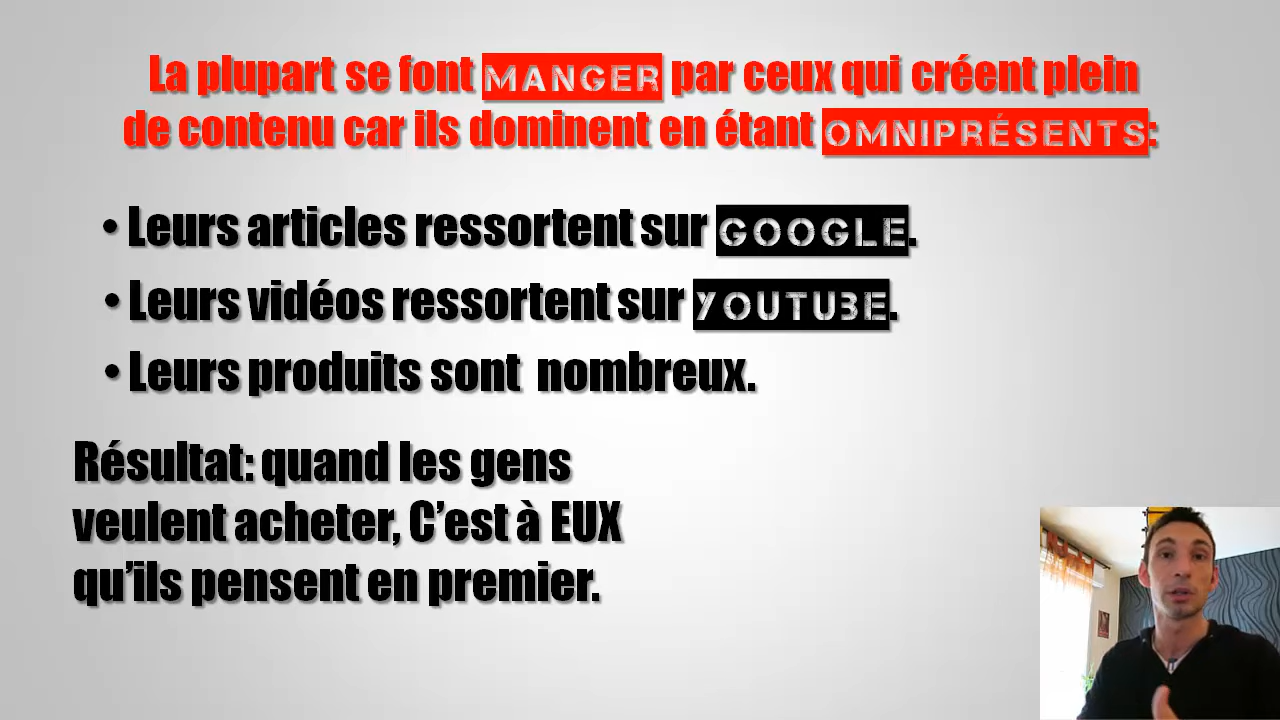 La plupart se font MANGER par ceux qui créent plein
de contenu car ils dominent en étant OMNIPRÉSENTS:
• Leurs articles ressortent sur GOOGLE.
• Leurs vidéos ressortent sur YOUTUBE.
• Leurs produits sont nombreux.
Résultat: quand les gens
veulent acheter, C’est à EUX
qu’ils pensent en premier.